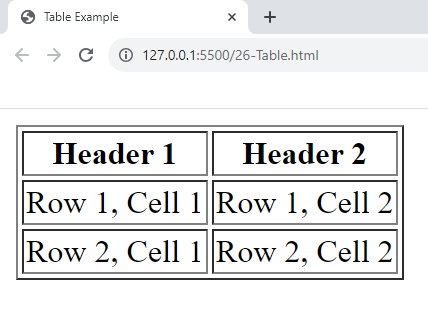 Table Example
127.0.0.1:5500/26-Table.html
Header 1 Header 2
Row 1, Cell 1 Row 1, Cell 2
Row 2, Cell 1 Row 2, Cell 2